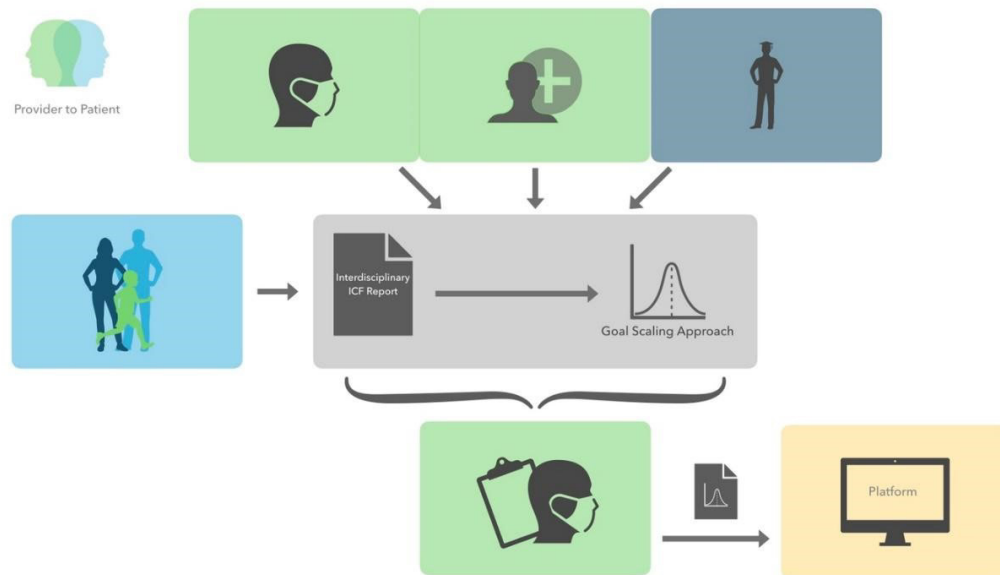 Provider to Patient
Interdisciplinary
ICF Report
Goal Scaling Approach
Platform